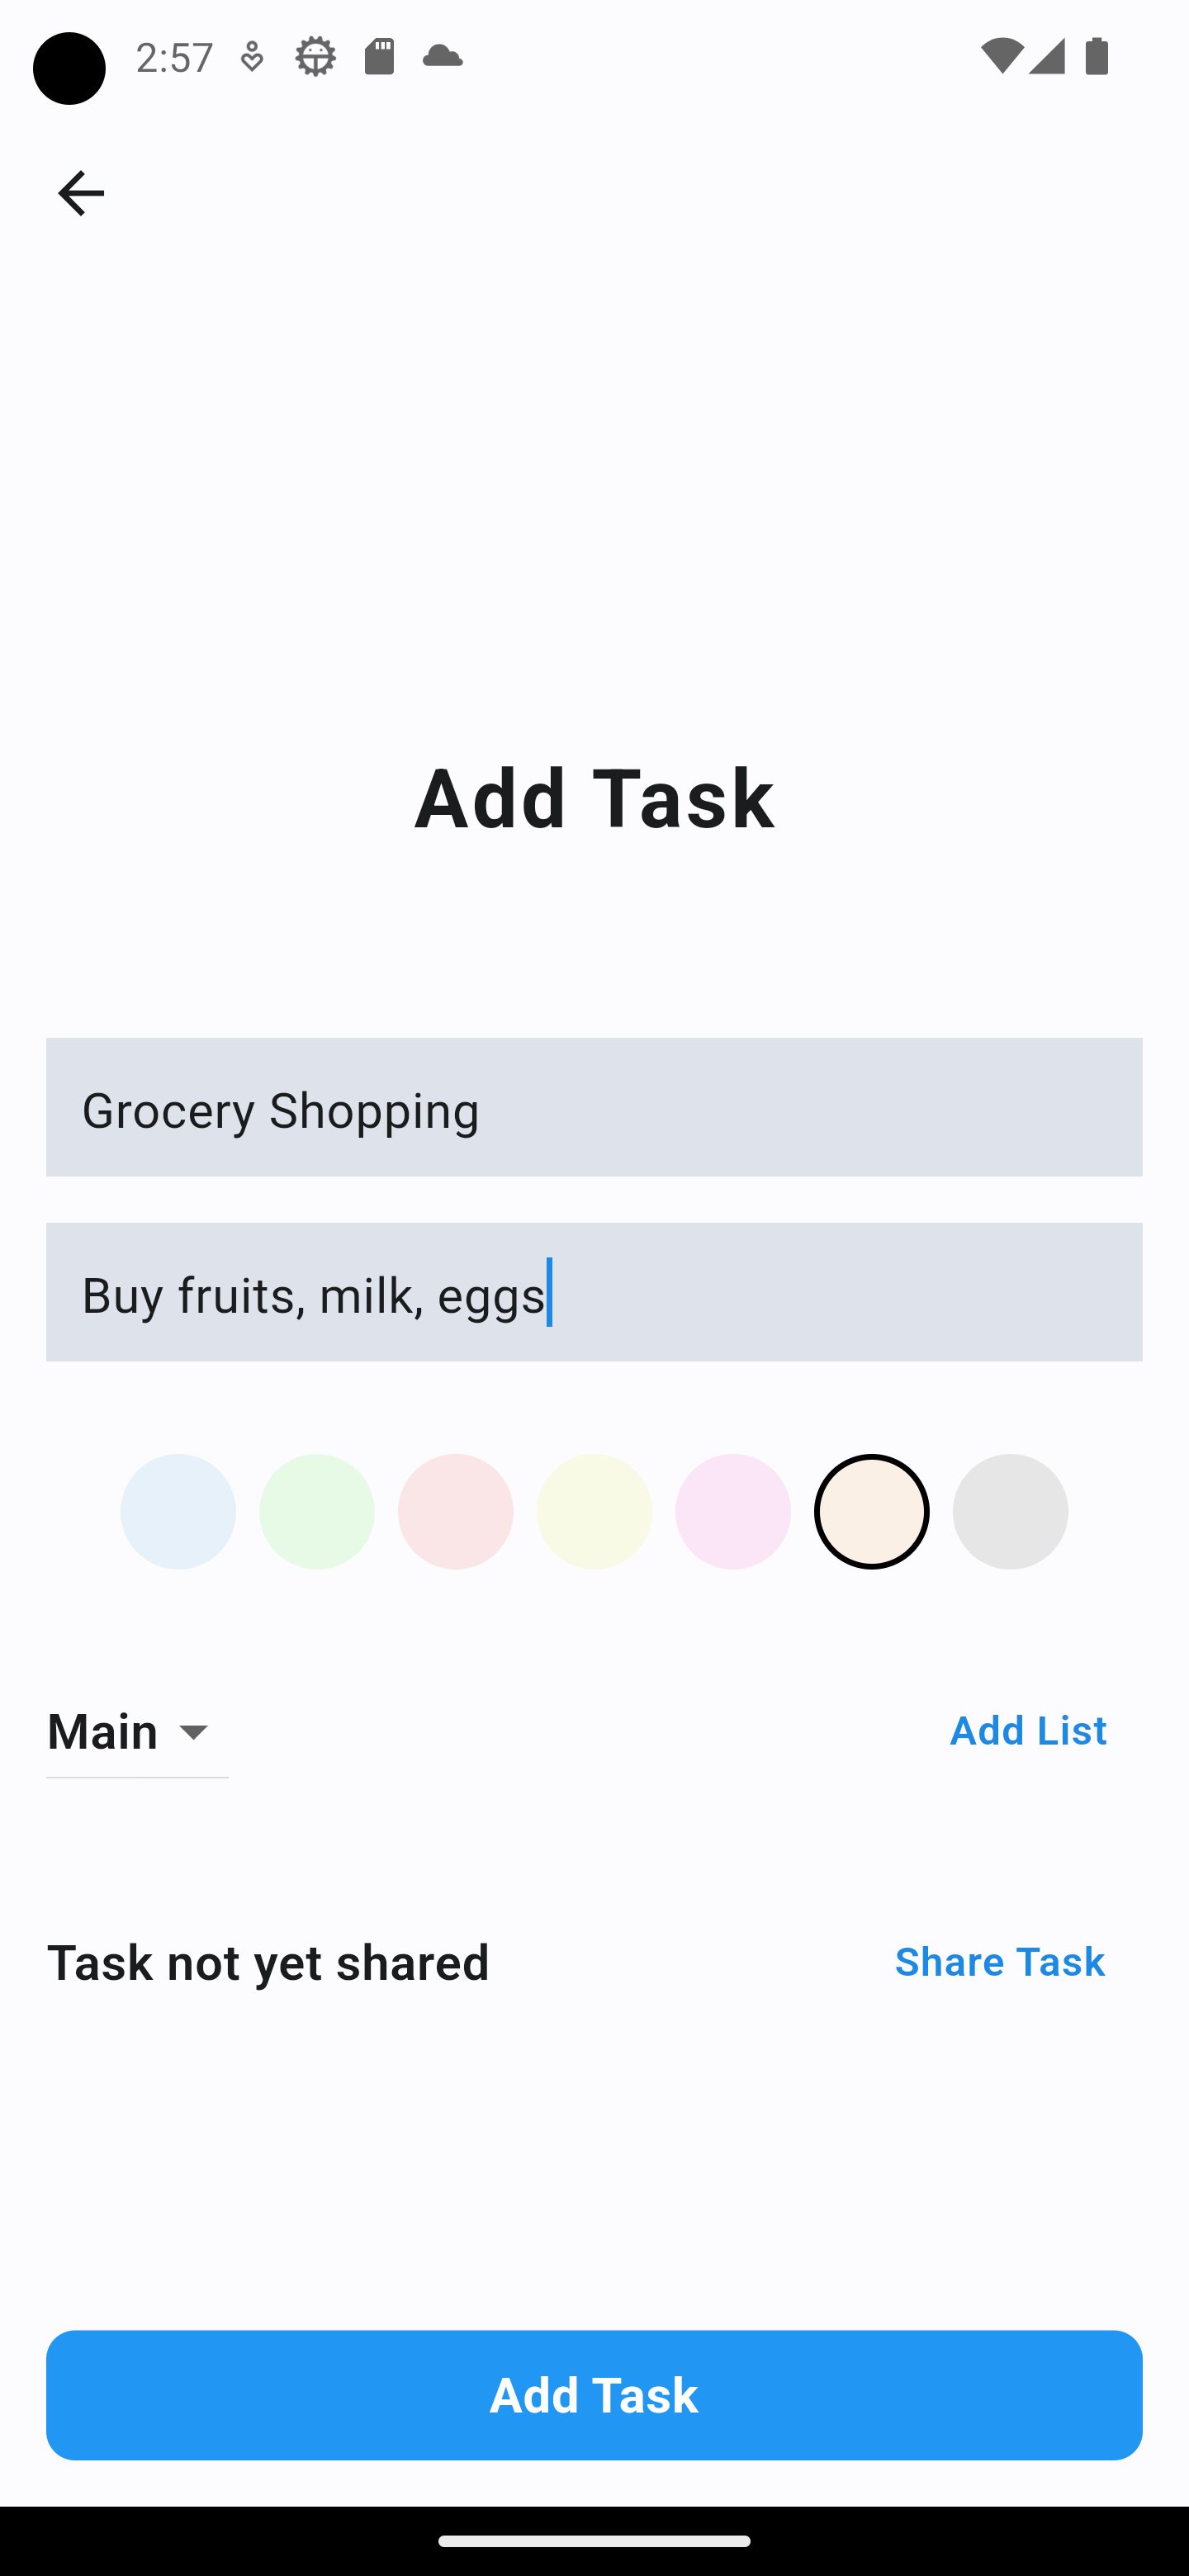 2:57
Add Task
Grocery Shopping
Buy fruits, milk, eggs
Main
Add List
Task not yet shared
Share Task
Add Task